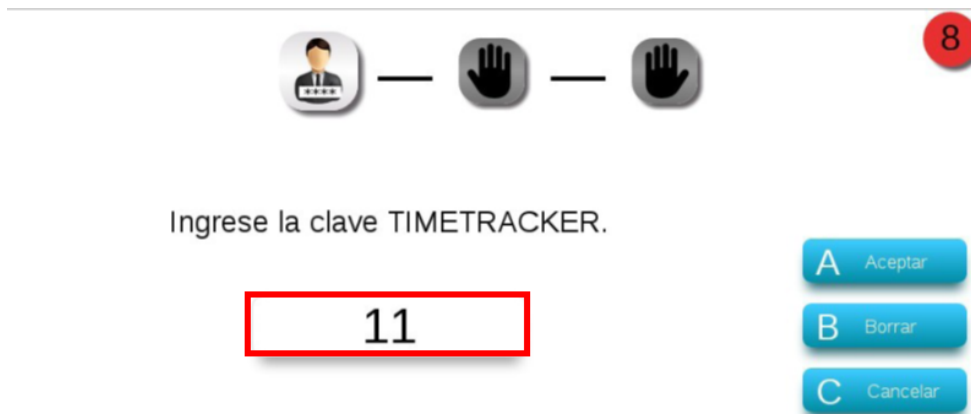 8
****
Ingrese la clave TIMETRACKER.
11
A Aceptar
B Borrar
C Cancelar